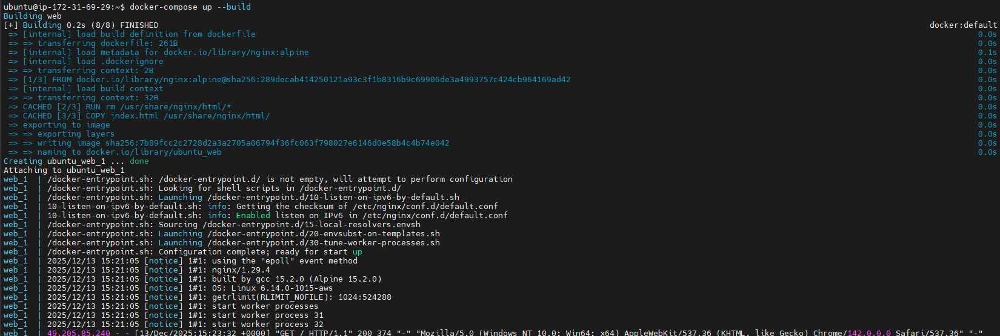 ubuntu@ip-172-31-69-29:~$ docker-compose up --build
Building web
[+] Building 0.2s (8/8) FINISHED docker:default
=> [internal] load build definition from dockerfile 0.0s
=> => transferring dockerfile: 261B 0.0s
=> [internal] load metadata for docker.io/library/nginx:alpine 0.1s
=> [internal] load .dockerignore 0.0s
=> => transferring context: 2B 0.0s
=> [1/3] FROM docker.io/library/nginx:alpine@sha256:289decab414250121a93c3f1b8316b9c69906de3a4993757c424cb964169ad42 0.0s
=> [internal] load build context 0.0s
=> => transferring context: 32B 0.0s
=> CACHED [2/3] RUN rm /usr/share/nginx/html/* 0.0s
=> CACHED [3/3] COPY index.html /usr/share/nginx/html/ 0.0s
=> exporting to image 0.0s
=> => exporting layers 0.0s
=> => writing image sha256:7b89fcc2c2728d2a3a2705a06794f36fc063f798027e6146d0e58b4c4b74e042 0.0s
=> => naming to docker.io/library/ubuntu_web 0.0s
Creating ubuntu_web_1 ... done
Attaching to ubuntu_web_1
web_1 | /docker-entrypoint.sh: /docker-entrypoint.d/ is not empty, will attempt to perform configuration
web_1 | /docker-entrypoint.sh: Looking for shell scripts in /docker-entrypoint.d/
web_1 | /docker-entrypoint.sh: Launching /docker-entrypoint.d/10-listen-on-ipv6-by-default.sh
web_1 | 10-listen-on-ipv6-by-default.sh: info: Getting the checksum of /etc/nginx/conf.d/default.conf
web_1 | 10-listen-on-ipv6-by-default.sh: info: Enabled listen on IPv6 in /etc/nginx/conf.d/default.conf
web_1 | /docker-entrypoint.sh: Sourcing /docker-entrypoint.d/15-local-resolvers.envsh
web_1 | /docker-entrypoint.sh: Launching /docker-entrypoint.d/20-envsubst-on-templates.sh
web_1 | /docker-entrypoint.sh: Launching /docker-entrypoint.d/30-tune-worker-processes.sh
web_1 | /docker-entrypoint.sh: Configuration complete; ready for start up
web_1 | 2025/12/13 15:21:05 [notice] 1#1: using the "epoll" event method
web_1 | 2025/12/13 15:21:05 [notice] 1#1: nginx/1.29.4
web_1 | 2025/12/13 15:21:05 [notice] 1#1: built by gcc 15.2.0 (Alpine 15.2.0)
web_1 | 2025/12/13 15:21:05 [notice] 1#1: OS: Linux 6.14.0-1015-aws
web_1 | 2025/12/13 15:21:05 [notice] 1#1: getrlimit(RLIMIT_NOFILE): 1024:524288
web_1 | 2025/12/13 15:21:05 [notice] 1#1: start worker processes
web_1 | 2025/12/13 15:21:05 [notice] 1#1: start worker process 31
web_1 | 2025/12/13 15:21:05 [notice] 1#1: start worker process 32
web_1 | 49.205.85.240 - - [13/Dec/2025:15:23:32 +0000] "GET / HTTP/1.1" 200 374 "-" "Mozilla/5.0 (Windows NT 10.0; Win64; x64) AppleWebKit/537.36 (KHTML, like Gecko) Chrome/142.0.0.0 Safari/537.36" "-"